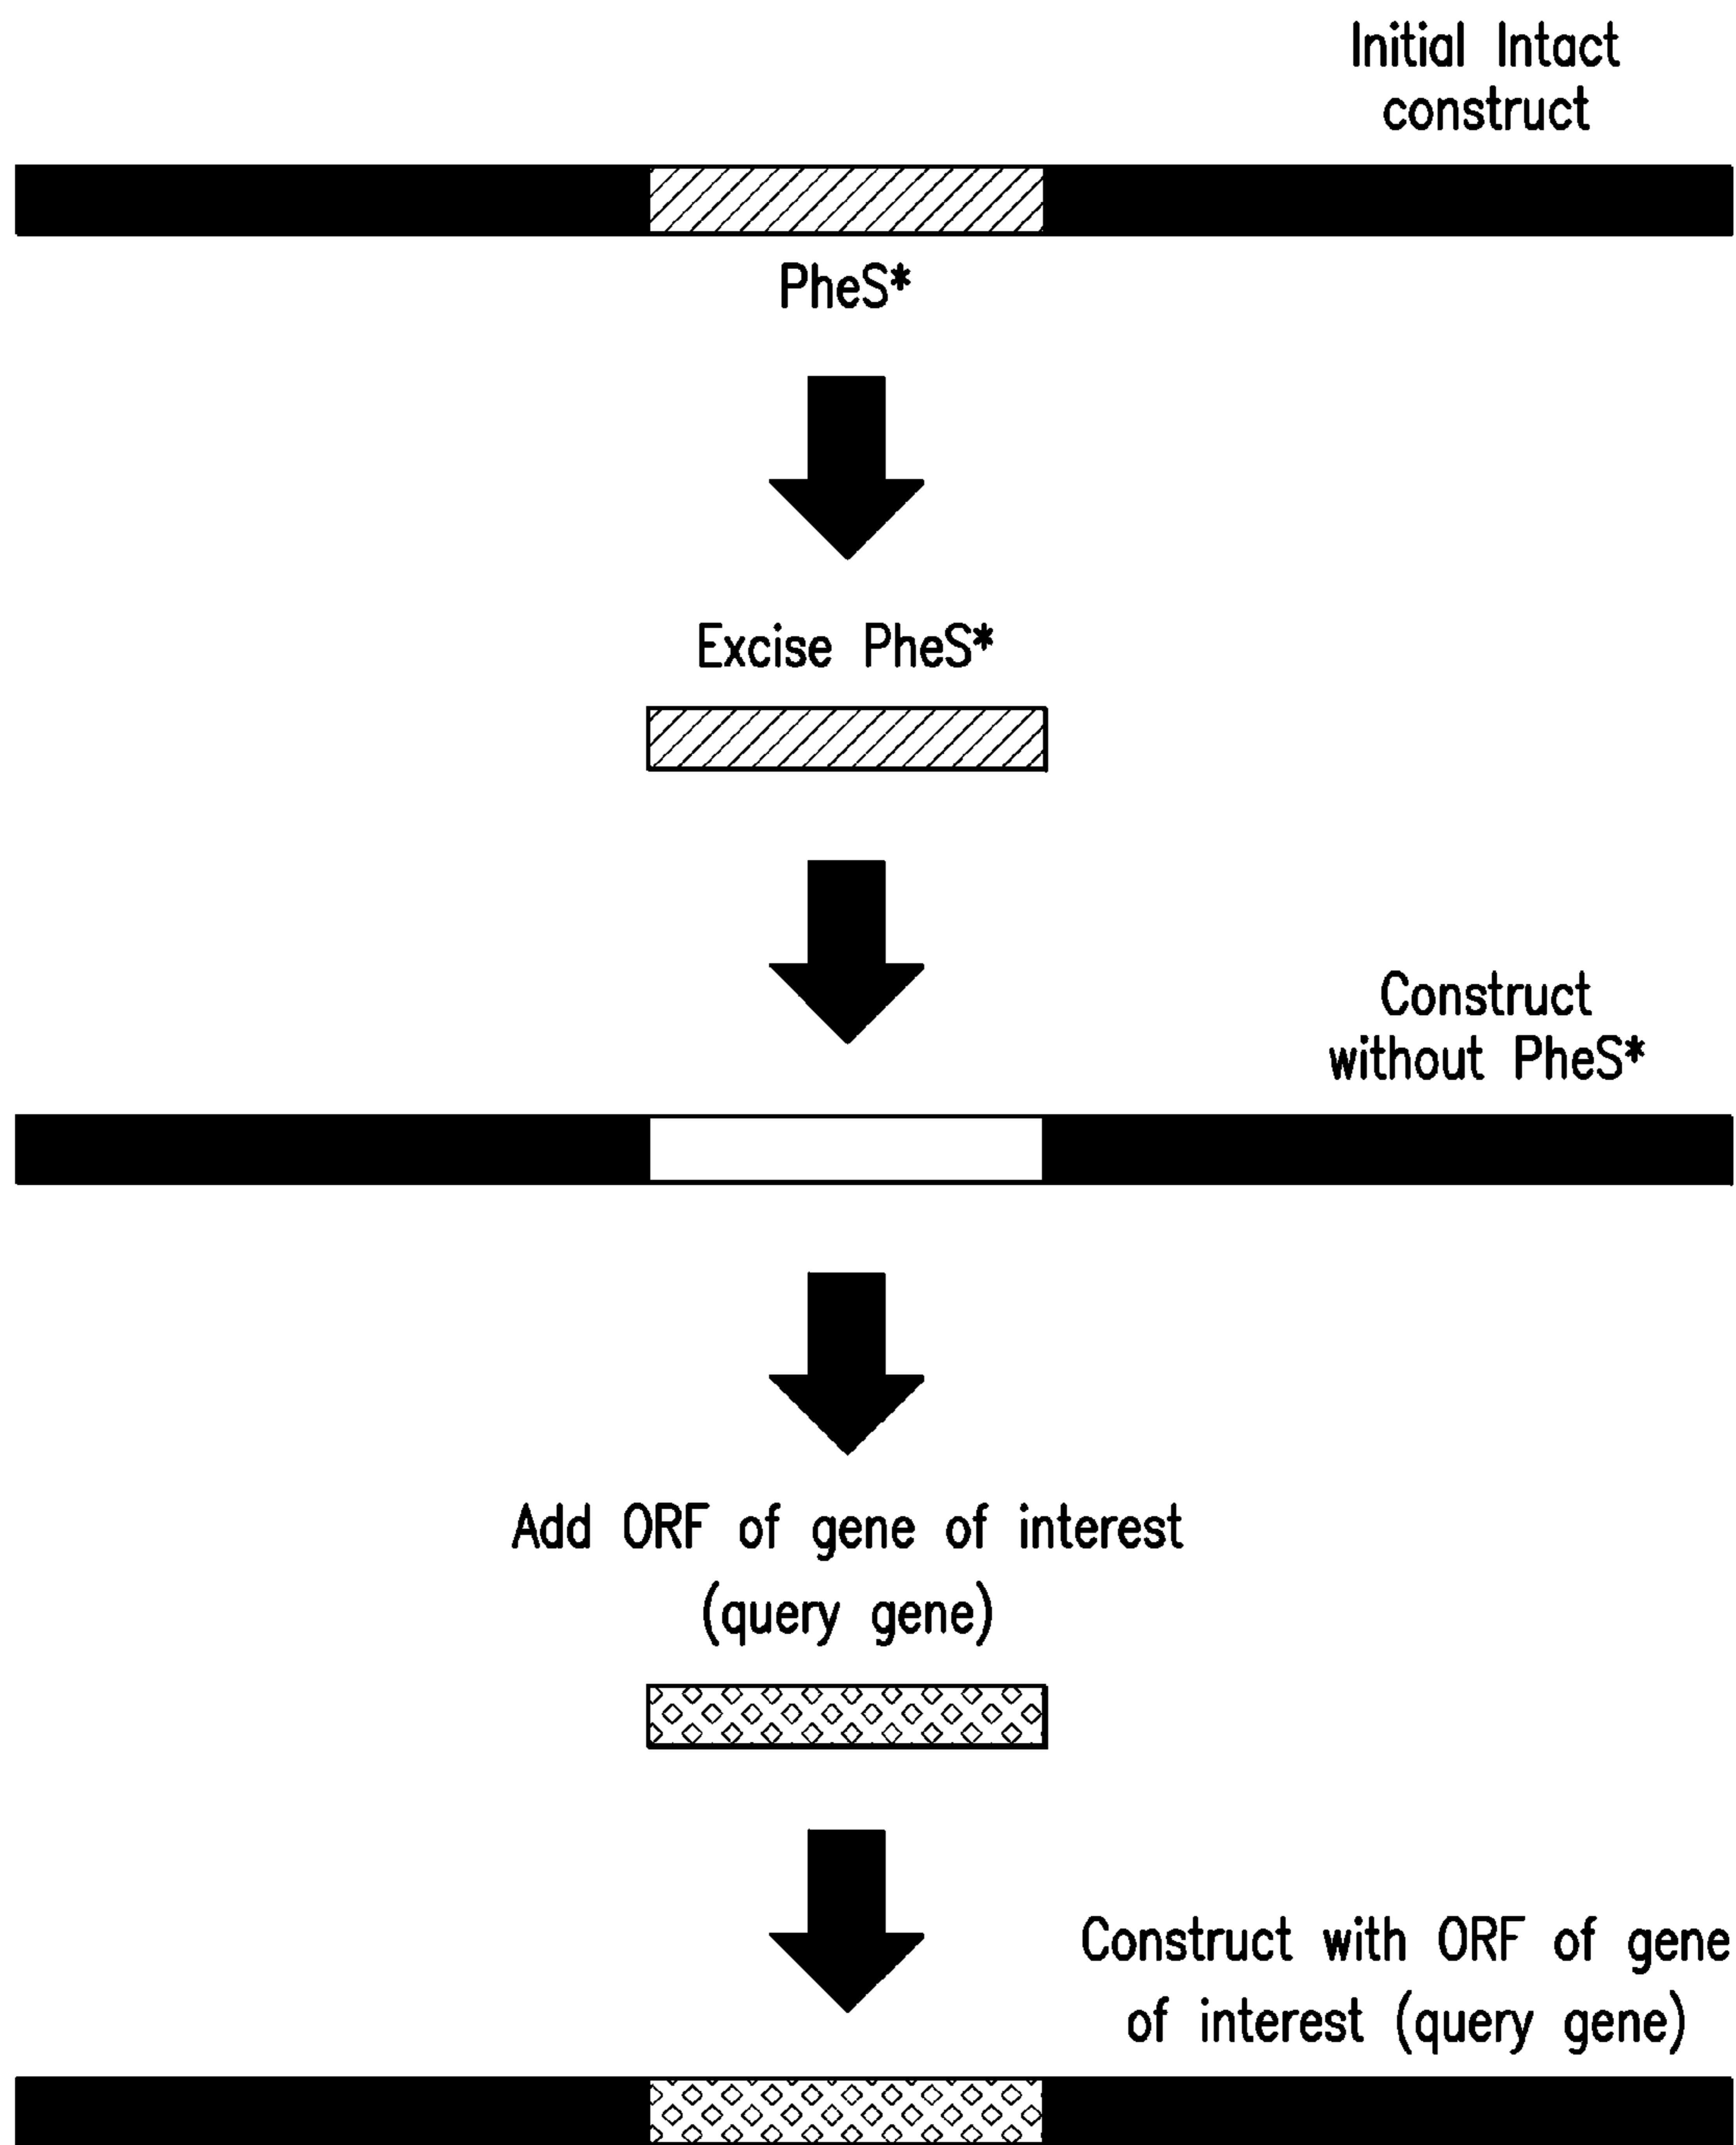 Initial Intact
construct
PheS*
Excise PheS*
Construct
without PheS*
Add ORF of gene of interest
(query gene)
Construct with ORF of gene
of interest (query gene)